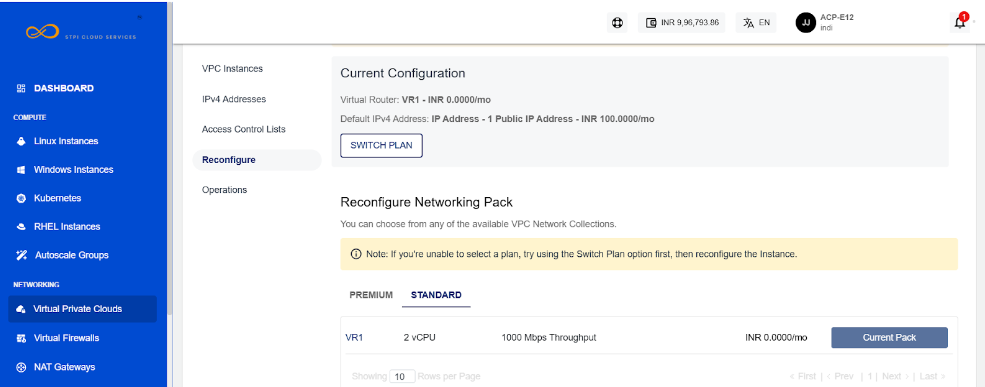 STPI CLOUD SERVICES
INR 9,96,793.86
EN
JJ
ACP-E12
indi
1
DASHBOARD
COMPUTE
Linux Instances
Windows Instances
Kubernetes
RHEL Instances
Autoscale Groups
NETWORKING
Virtual Private Clouds
Virtual Firewalls
NAT Gateways
VPC Instances
IPv4 Addresses
Access Control Lists
Reconfigure
Operations
Current Configuration
Virtual Router: VR1 - INR 0.0000/mo
Default IPv4 Address: IP Address - 1 Public IP Address - INR 100.0000/mo
SWITCH PLAN
Reconfigure Networking Pack
You can choose from any of the available VPC Network Collections.
Note: If you're unable to select a plan, try using the Switch Plan option first, then reconfigure the Instance.
PREMIUM STANDARD
VR1 2 vCPU 1000 Mbps Throughput INR 0.0000/mo Current Pack
Showing 10 Rows per Page ‹ First | ‹ Prev | 1 | Next › | Last ›